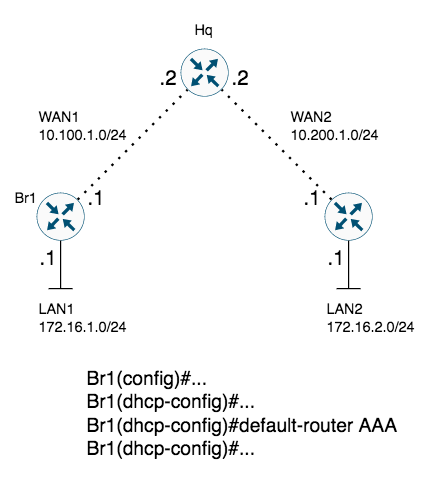 Hq
.2
.2
WAN1
10.100.1.0/24
WAN2
10.200.1.0/24
Br1
.1
.1
.1
.1
LAN1
172.16.1.0/24
LAN2
172.16.2.0/24
Br1(config)#...
Br1(dhcp-config)#...
Br1(dhcp-config)#default-router AAA
Br1(dhcp-config)#...